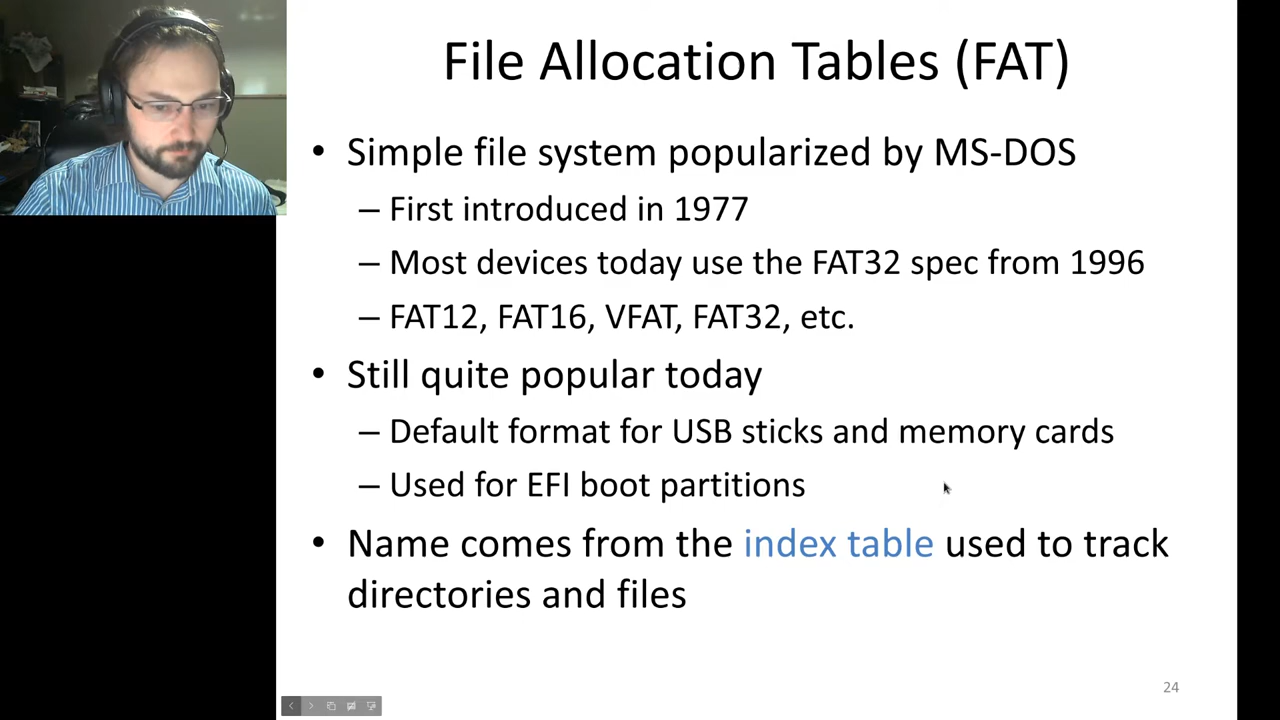 File Allocation Tables (FAT)
• Simple file system popularized by MS-DOS
– First introduced in 1977
– Most devices today use the FAT32 spec from 1996
– FAT12, FAT16, VFAT, FAT32, etc.
• Still quite popular today
– Default format for USB sticks and memory cards
– Used for EFI boot partitions
• Name comes from the index table used to track
directories and files
24